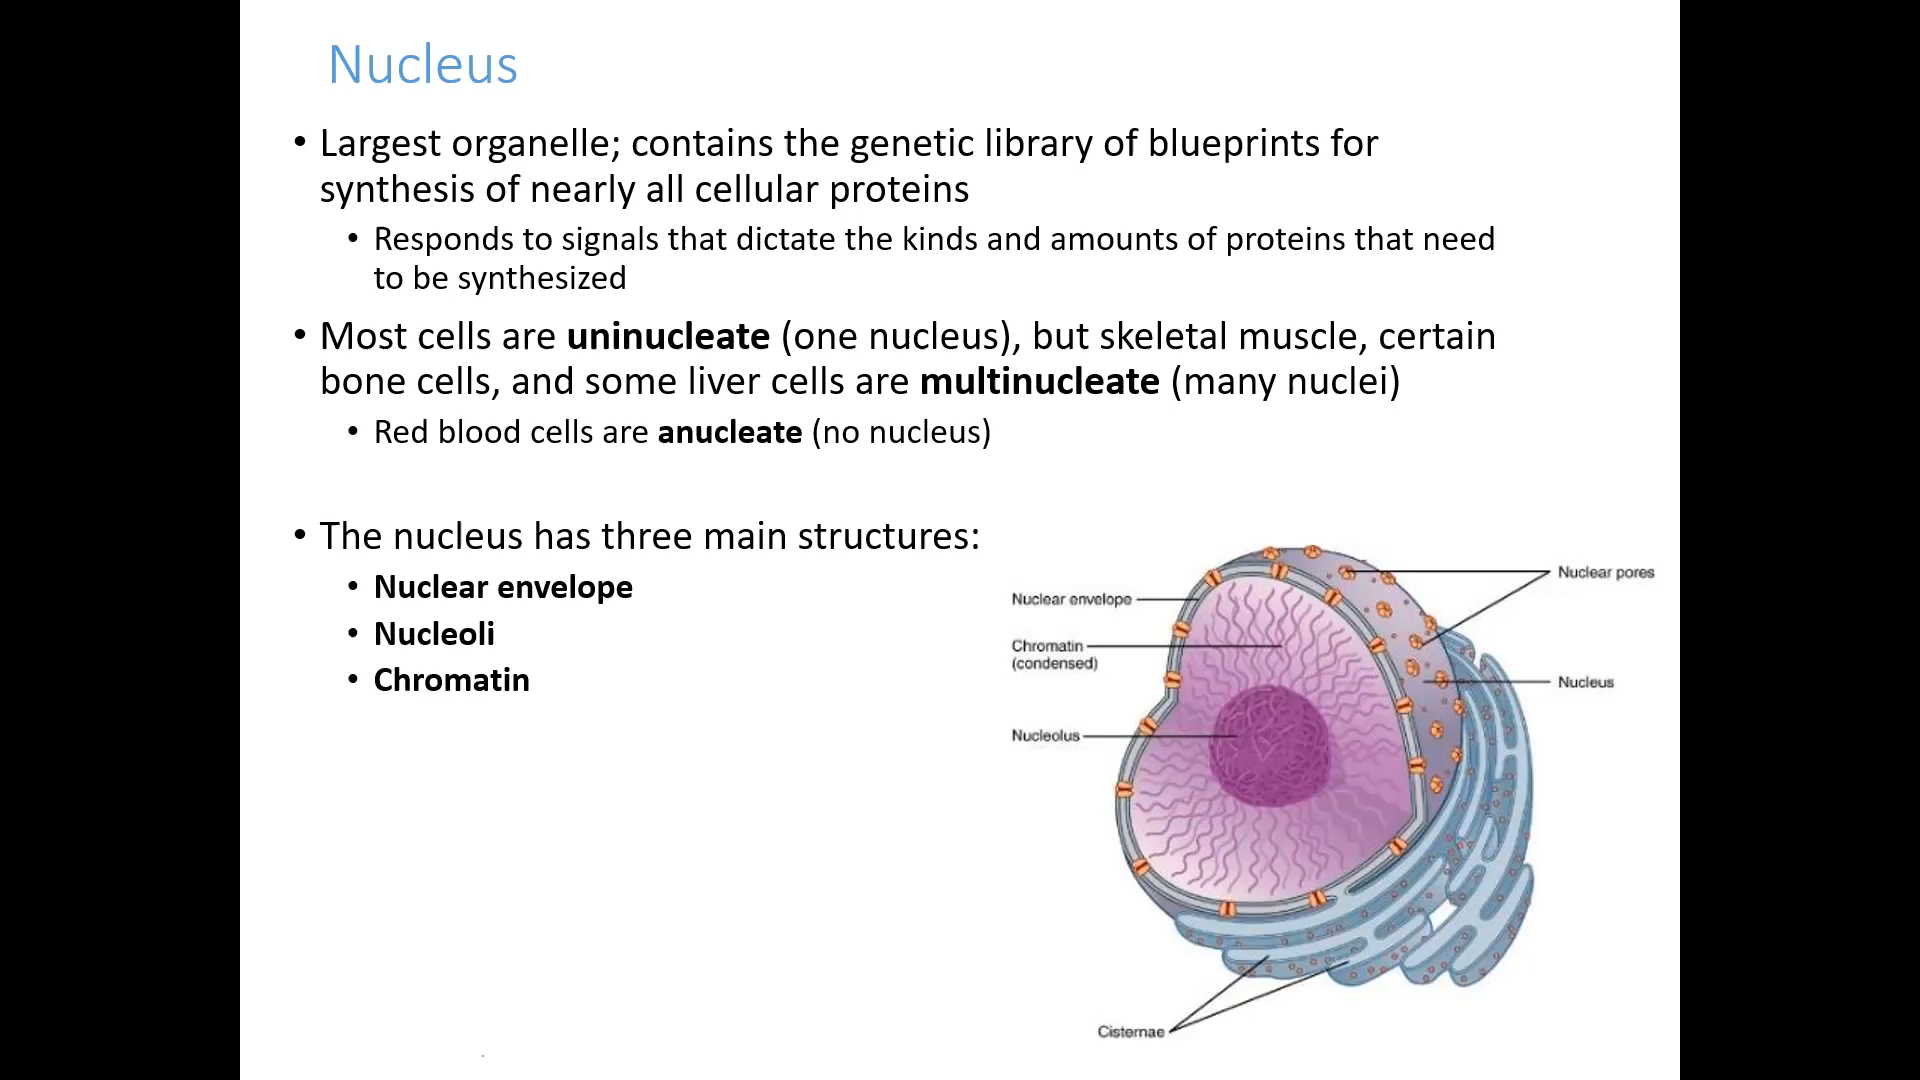 Nucleus
• Largest organelle; contains the genetic library of blueprints for
synthesis of nearly all cellular proteins
• Responds to signals that dictate the kinds and amounts of proteins that need
to be synthesized
• Most cells are uninucleate (one nucleus), but skeletal muscle, certain
bone cells, and some liver cells are multinucleate (many nuclei)
• Red blood cells are anucleate (no nucleus)
• The nucleus has three main structures:
• Nuclear envelope
• Nucleoli
• Chromatin
Nuclear pores
Nuclear envelope
Chromatin
(condensed)
Nucleus
Nucleolus
Cisternae